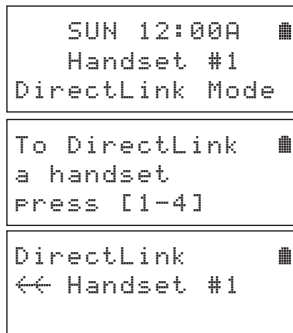 SUN 12:00A
Handset #1
DirectLink Mode
To DirectLink
a handset
press [1-4]
DirectLink
<< Handset #1